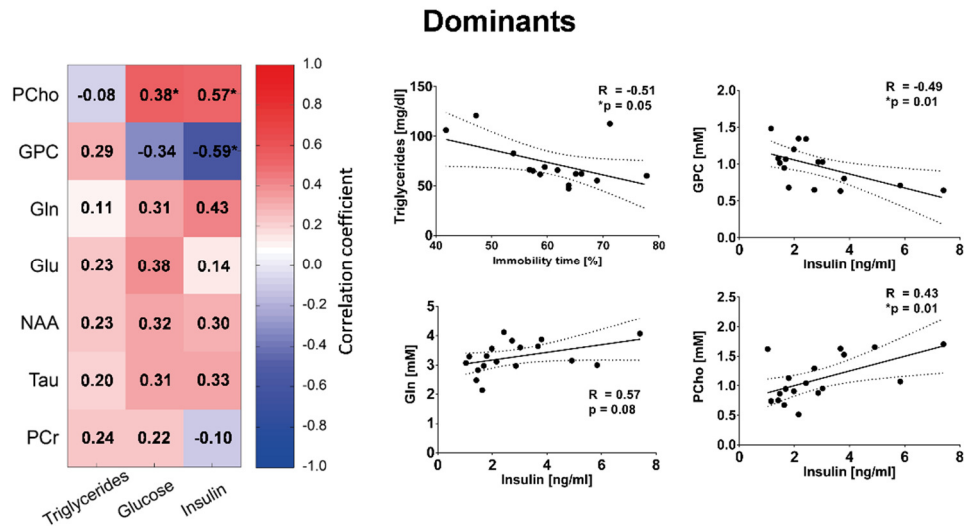 Dominants
PCho -0.08 0.38* 0.57*
GPC 0.29 -0.34 -0.59*
Gln 0.11 0.31 0.43
Glu 0.23 0.38 0.14
NAA 0.23 0.32 0.30
Tau 0.20 0.31 0.33
PCr 0.24 0.22 -0.10
Triglycerides Glucose Insulin
1.0
0.8
0.6
0.4
0.2
0.0
-0.2
-0.4
-0.6
-0.8
-1.0
Correlation coefficient
R = -0.51
*p = 0.05
Triglycerides [mg/dl]
150
100
50
0
40 50 60 70 80
Immobility time [%]
R = -0.49
*p = 0.01
GPC [mM]
2.0
1.5
1.0
0.5
0.0
0 2 4 6 8
Insulin [ng/ml]
Gln [mM]
5
4
3
2
1
0
R = 0.57
p = 0.08
0 2 4 6 8
Insulin [ng/ml]
R = 0.43
*p = 0.01
PCho [mM]
2.5
2.0
1.5
1.0
0.5
0.0
0 2 4 6 8
Insulin [ng/ml]